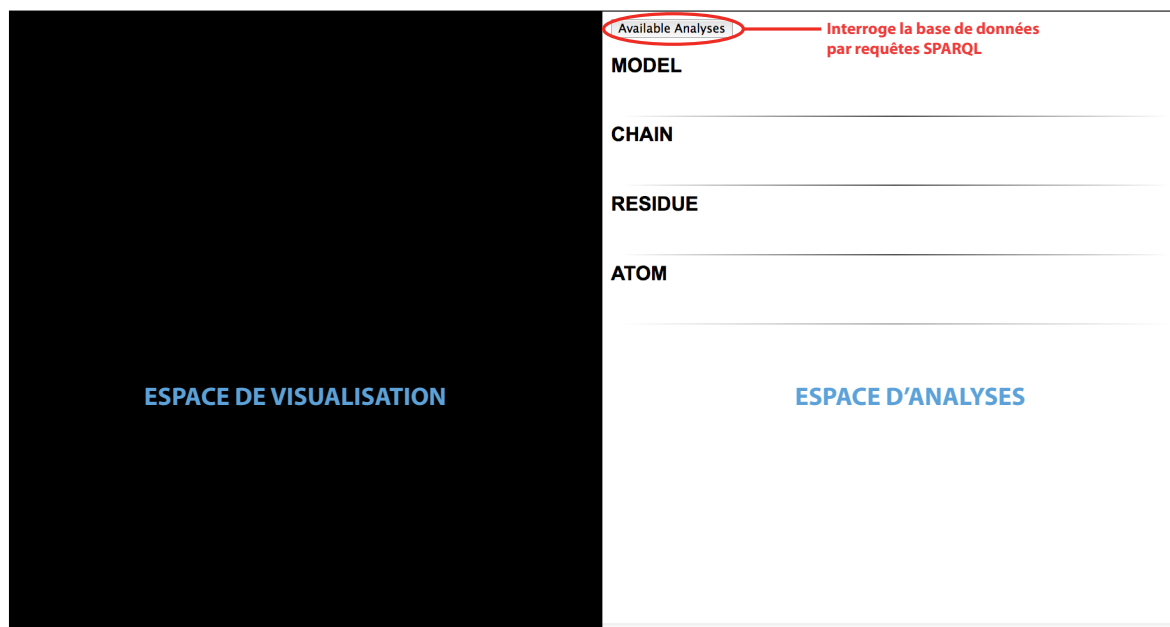 Available Analyses
Interroge la base de données
par requêtes SPARQL
MODEL
CHAIN
RESIDUE
ATOM
ESPACE DE VISUALISATION
ESPACE D’ANALYSES